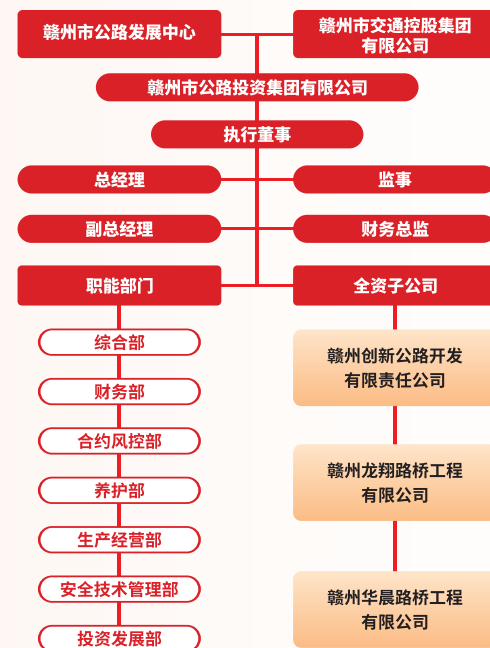 赣州市公路发展中心
赣州市交通控股集团
有限公司
赣州市公路投资集团有限公司
执行董事
总经理
监事
副总经理
财务总监
职能部门
全资子公司
综合部
财务部
合约风控部
养护部
生产经营部
安全技术管理部
投资发展部
赣州创新公路开发
有限责任公司
赣州龙翔路桥工程
有限公司
赣州华晨路桥工程
有限公司